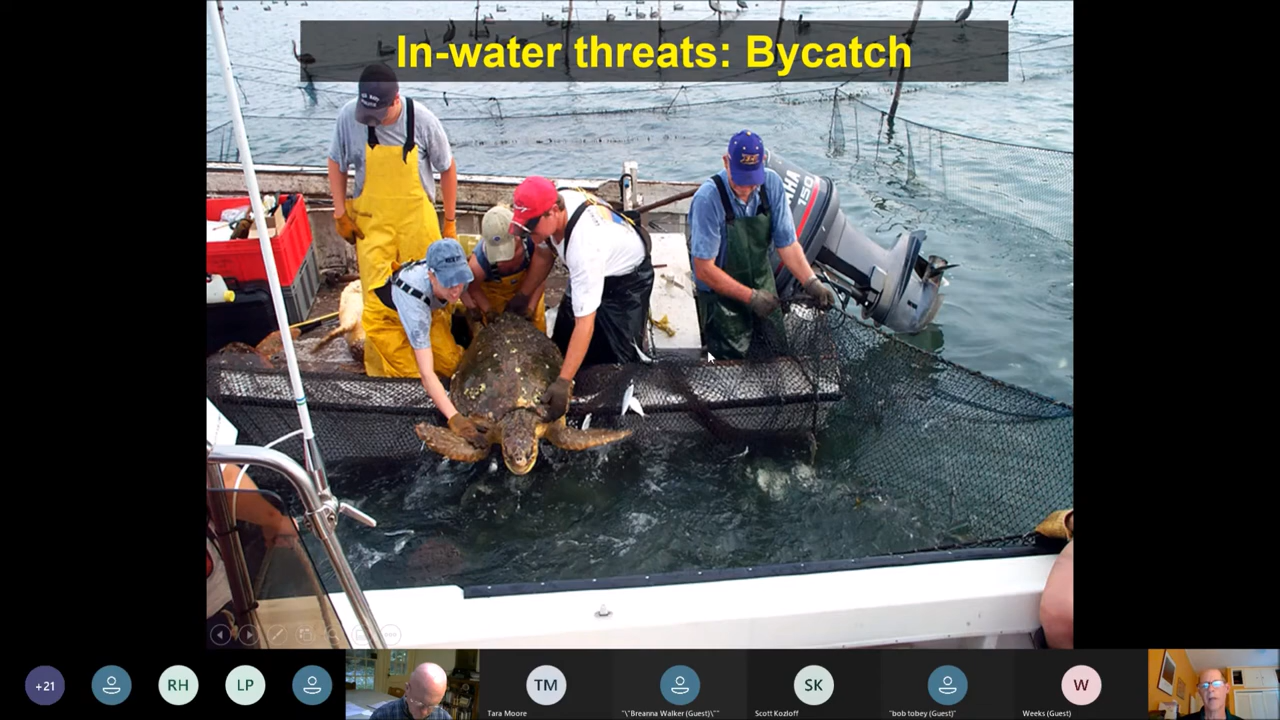 In-water threats: Bycatch
YAMAHA
150
+21
RH
LP
TM
SK
W
Tara Moore
"\"Breanna Walker (Guest)\""
Scott Kozloff
"bob tobey (Guest)"
Weeks (Guest)